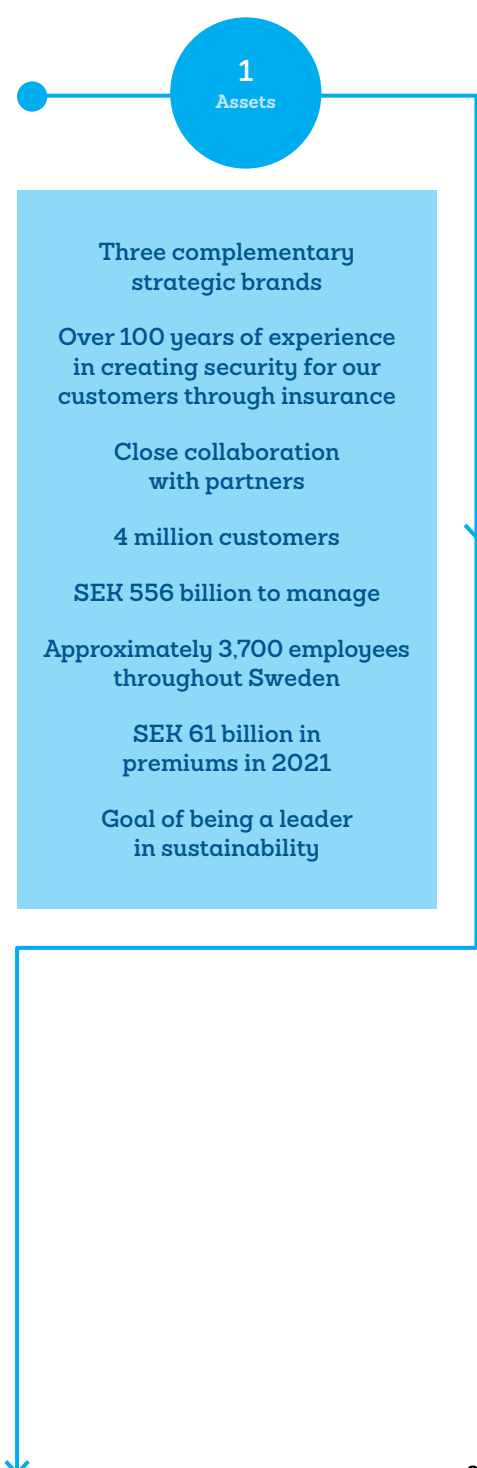 1
Assets
Three complementary
strategic brands
Over 100 years of experience
in creating security for our
customers through insurance
Close collaboration
with partners
4 million customers
SEK 556 billion to manage
Approximately 3,700 employees
throughout Sweden
SEK 61 billion in
premiums in 2021
Goal of being a leader
in sustainability